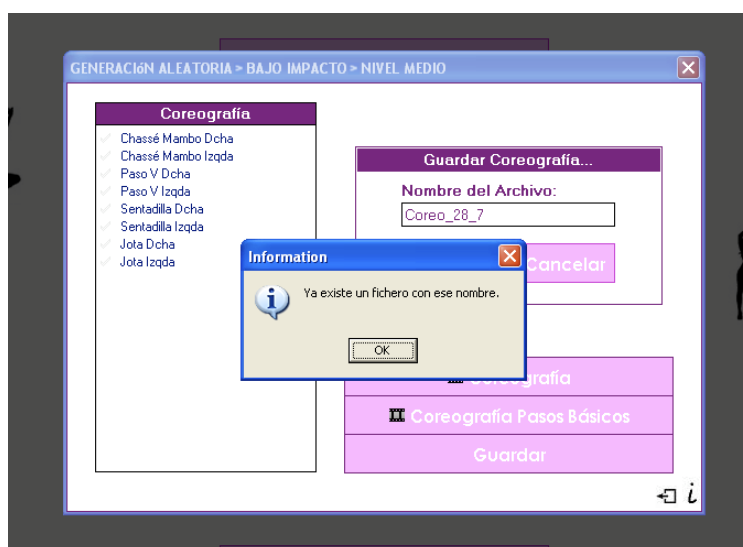 GENERACIóN ALEATORIA > BAJO IMPACTO > NIVEL MEDIO
Coreografía
Chassé Mambo Dcha
Chassé Mambo Izqda
Paso V Dcha
Paso V Izqda
Sentadilla Dcha
Sentadilla Izqda
Jota Dcha
Jota Izqda
Guardar Coreografía...
Nombre del Archivo:
Coreo_28_7
Cancelar
Information
Ya existe un fichero con ese nombre.
OK
Coreografía
Coreografía Pasos Básicos
Guardar
i